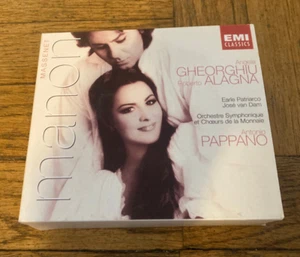 EMI
CLASSICS
MASSENET
manon
Angela
GHEORGHIU
Roberto
ALAGNA
Earle Patriarco
José van Dam
Orchestre Symphonique
et Chœurs de la Monnaie
Antonio
PAPPANO